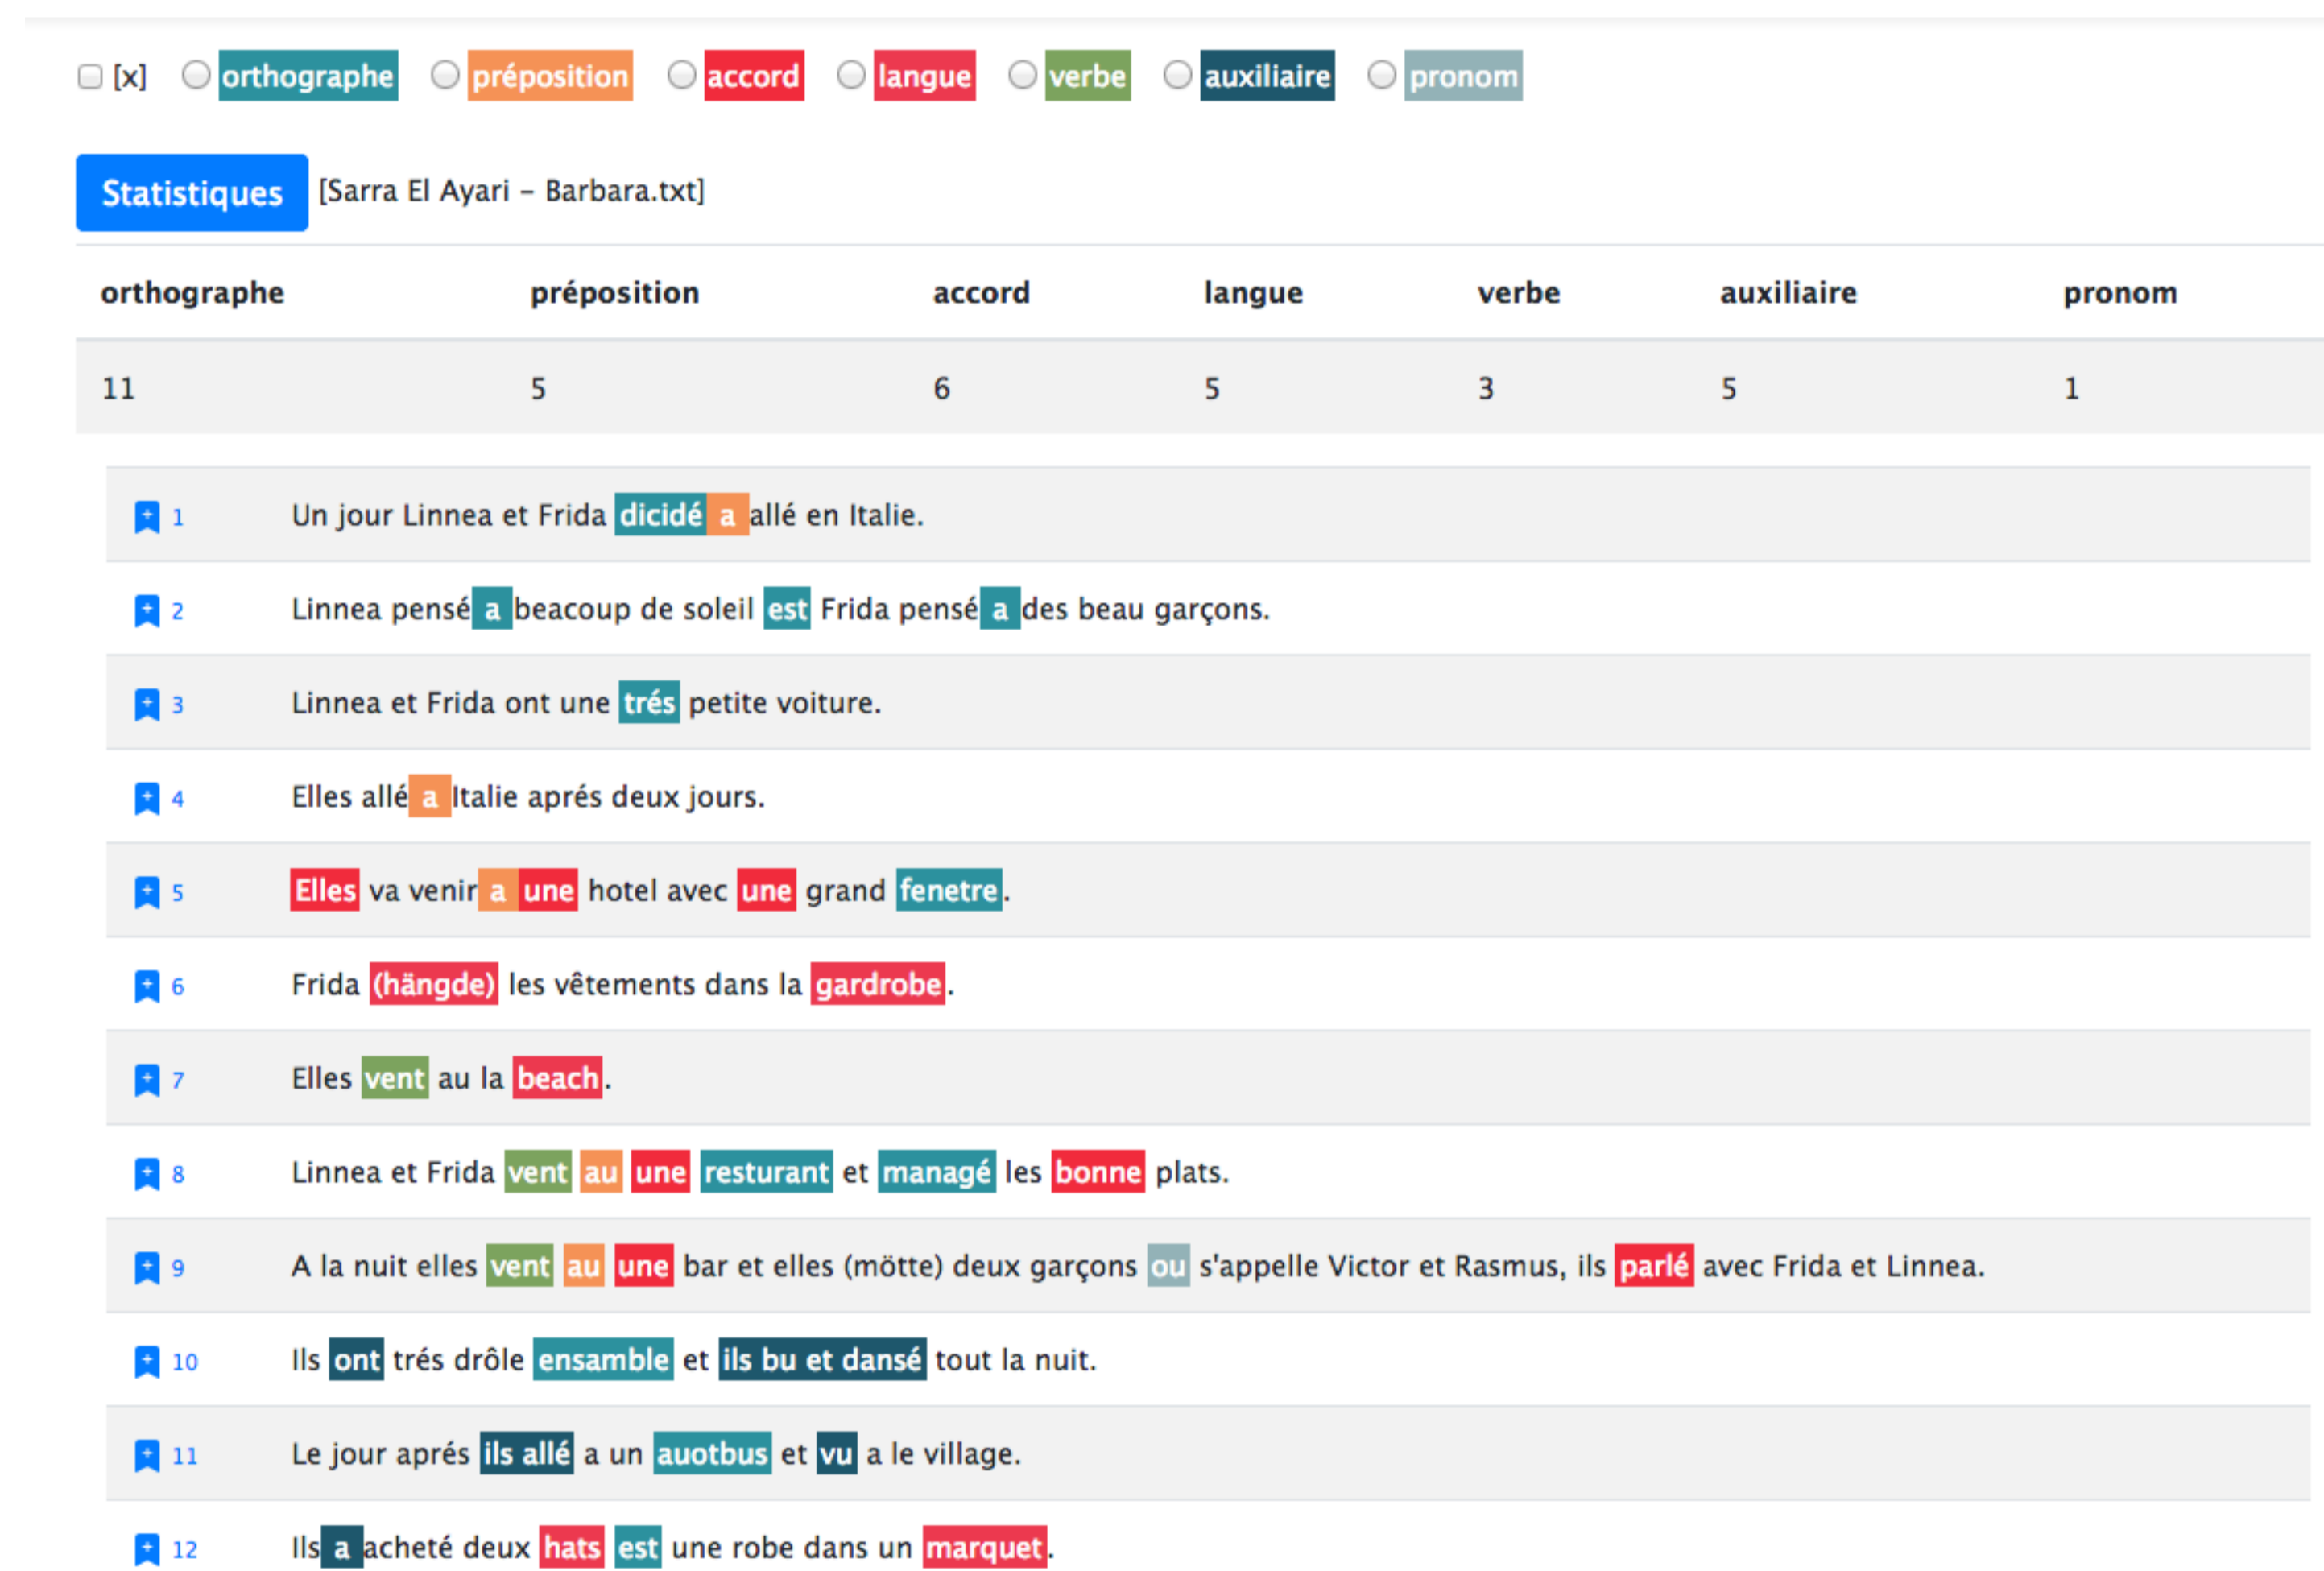 [x] orthographe préposition accord langue verbe auxiliaire pronom
Statistiques [Sarra El Ayari – Barbara.txt]
orthographe préposition accord langue verbe auxiliaire pronom
11 5 6 5 3 5 1
1 Un jour Linnea et Frida dicidé a allé en Italie.
2 Linnea pensé a beacoup de soleil est Frida pensé a des beau garçons.
3 Linnea et Frida ont une trés petite voiture.
4 Elles allé a Italie aprés deux jours.
5 Elles va venir a une hotel avec une grand fenetre.
6 Frida (hängde) les vêtements dans la gardrobe.
7 Elles vent au la beach.
8 Linnea et Frida vent au une resturant et managé les bonne plats.
9 A la nuit elles vent au une bar et elles (mötte) deux garçons ou s'appelle Victor et Rasmus, ils parlé avec Frida et Linnea.
10 Ils ont trés drôle ensamble et ils bu et dansé tout la nuit.
11 Le jour aprés ils allé a un auotbus et vu a le village.
12 Ils a acheté deux hats est une robe dans un marquet.